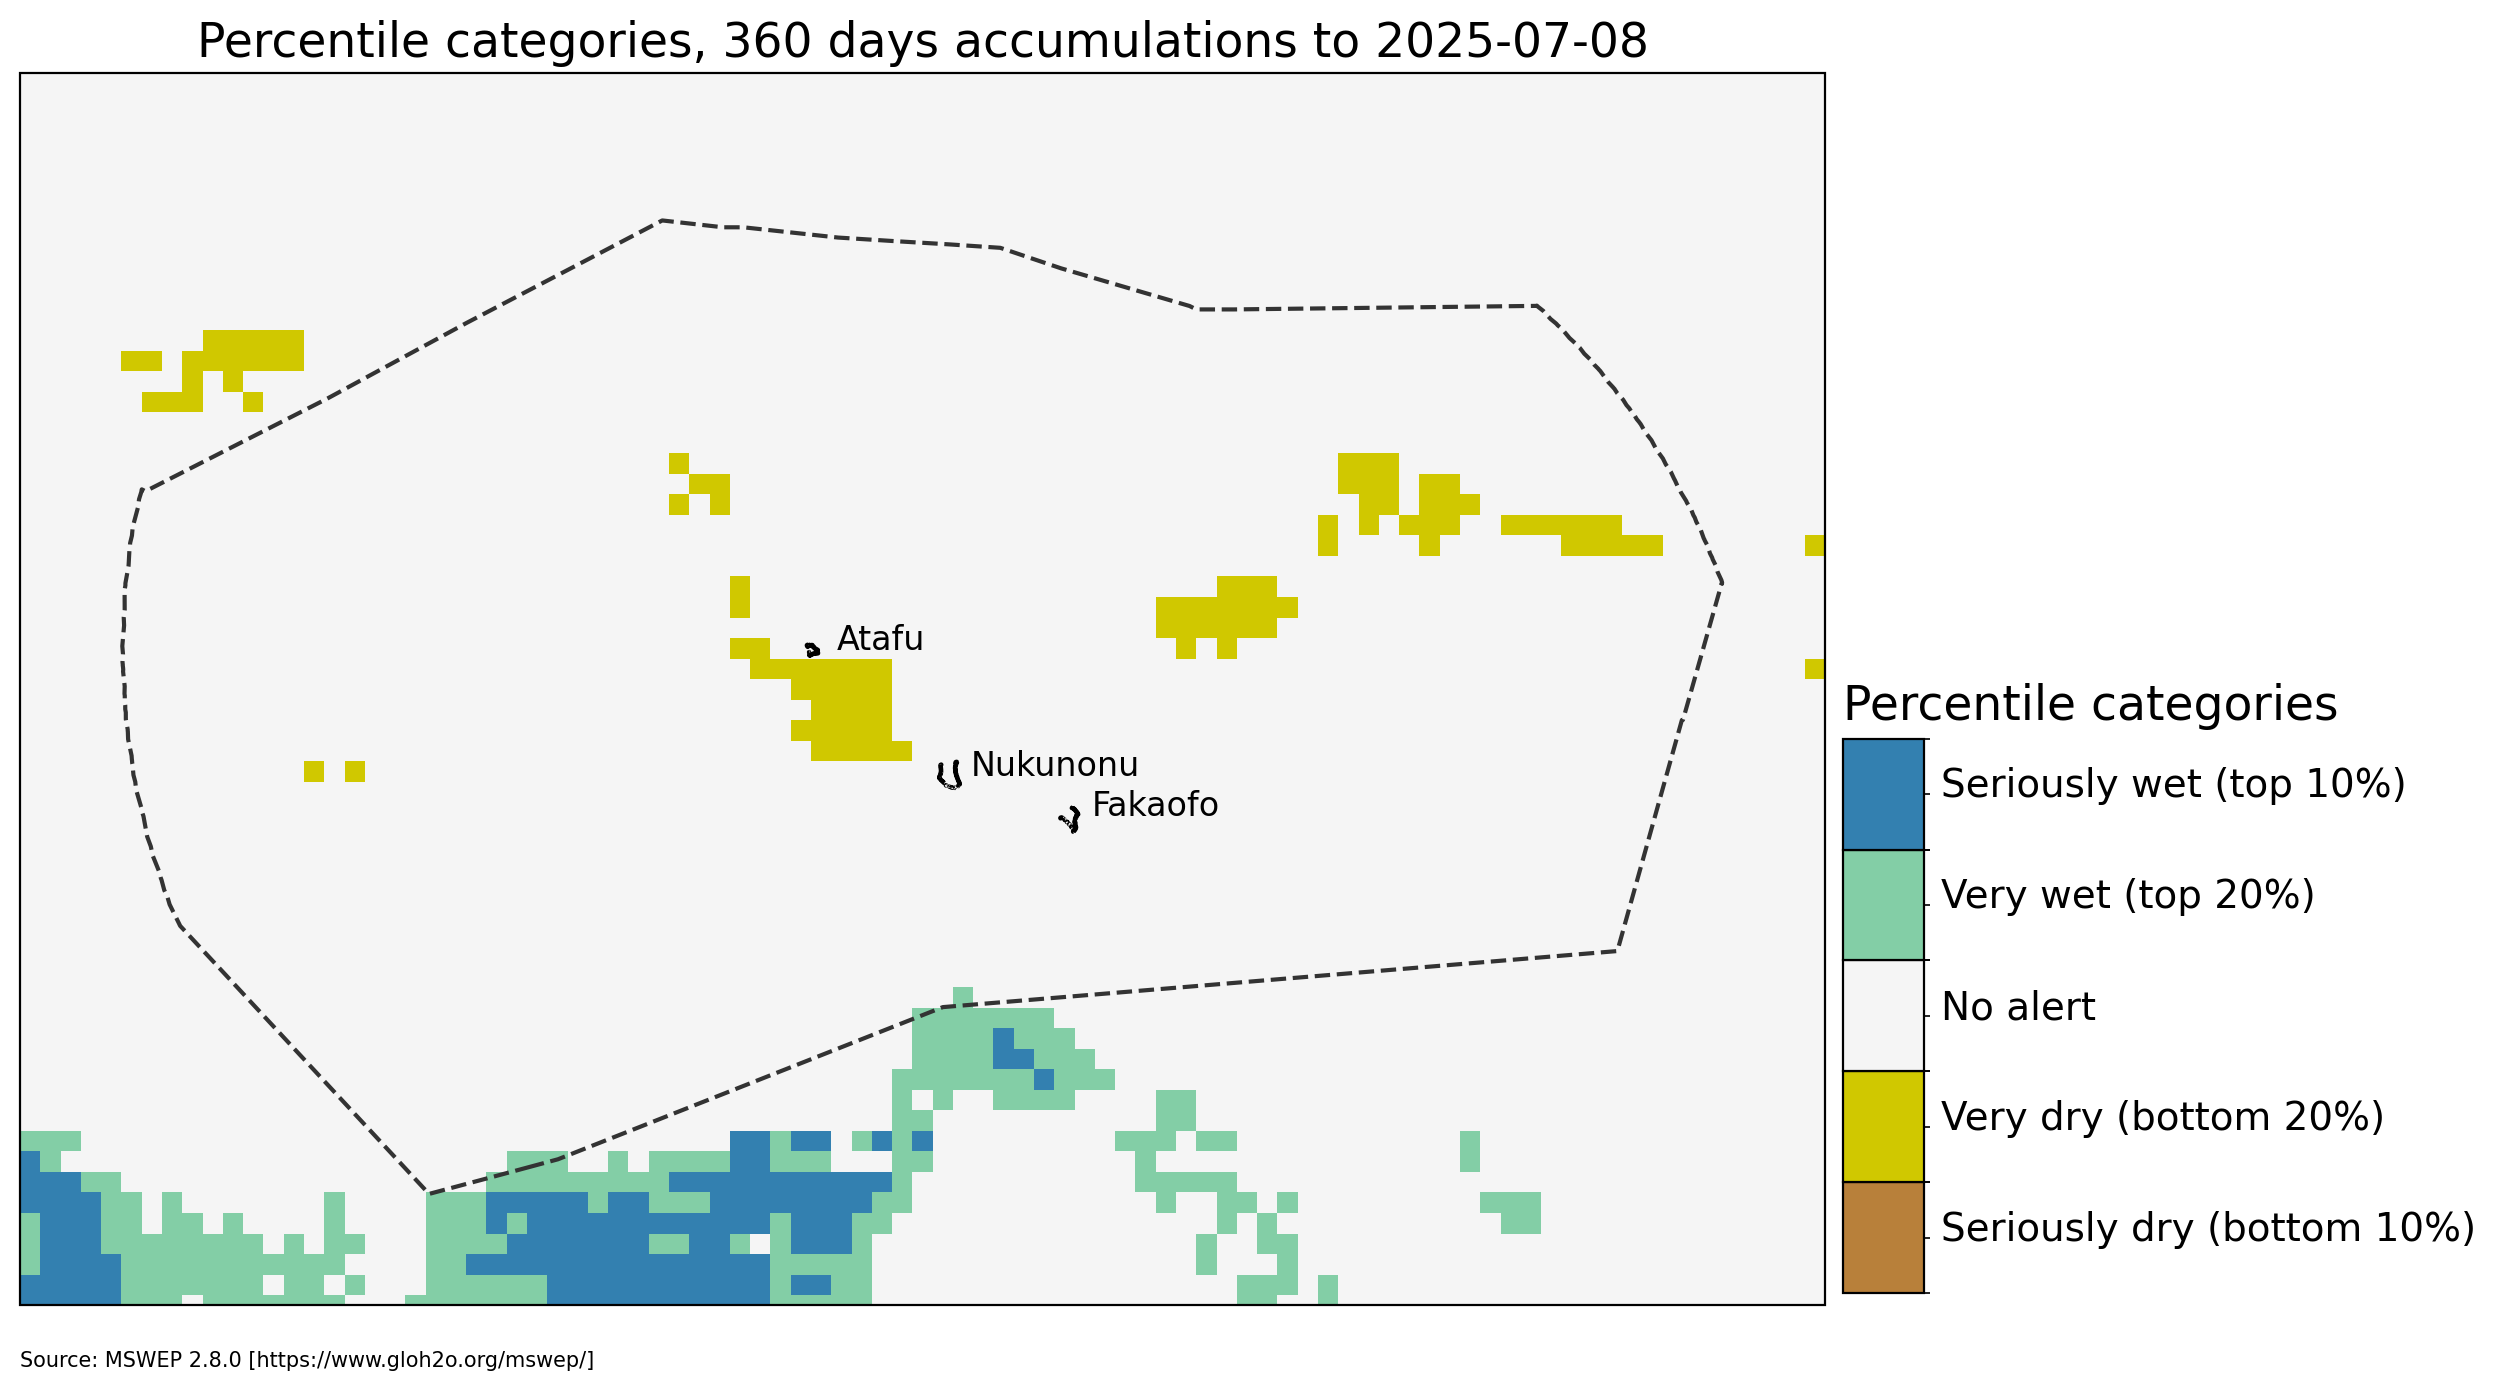 Percentile categories, 360 days accumulations to 2025-07-08
Atafu
Nukunonu
Fakaofo
Percentile categories
Seriously wet (top 10%)
Very wet (top 20%)
No alert
Very dry (bottom 20%)
Seriously dry (bottom 10%)
Source: MSWEP 2.8.0 [https://www.gloh2o.org/mswep/]